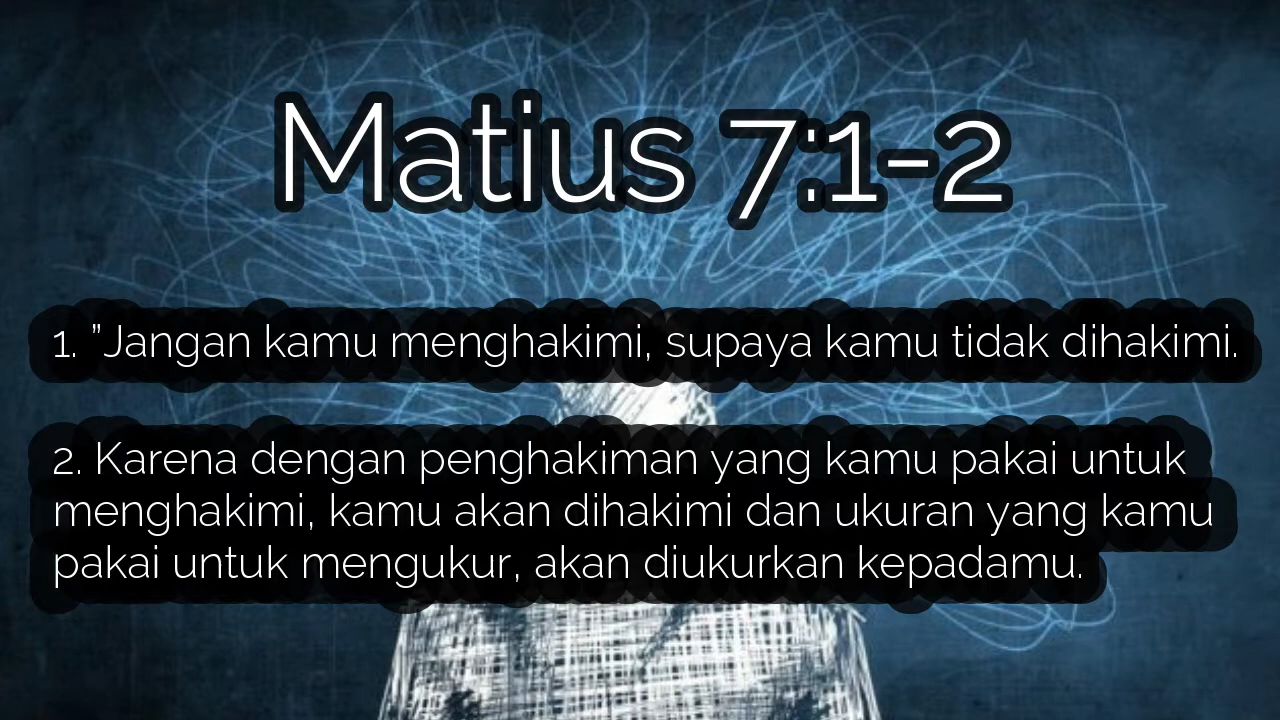 Matius 7:1-2
1. "Jangan kamu menghakimi, supaya kamu tidak dihakimi.
2. Karena dengan penghakiman yang kamu pakai untuk
menghakimi, kamu akan dihakimi dan ukuran yang kamu
pakai untuk mengukur, akan diukurkan kepadamu.